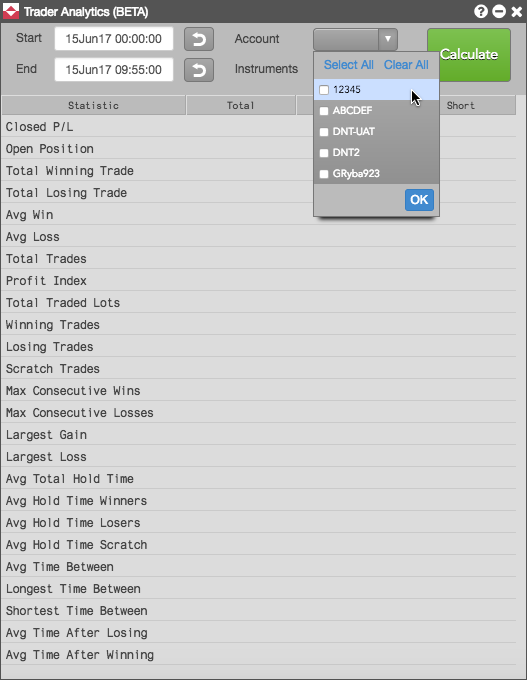 Trader Analytics (BETA)
Start 15Jun17 00:00:00 Account Calculate
End 15Jun17 09:55:00 Instruments
Select All Clear All
12345
ABCDEF
DNT-UAT
DNT2
GRyba923
OK
Statistic Total Short
Closed P/L
Open Position
Total Winning Trade
Total Losing Trade
Avg Win
Avg Loss
Total Trades
Profit Index
Total Traded Lots
Winning Trades
Losing Trades
Scratch Trades
Max Consecutive Wins
Max Consecutive Losses
Largest Gain
Largest Loss
Avg Total Hold Time
Avg Hold Time Winners
Avg Hold Time Losers
Avg Hold Time Scratch
Avg Time Between
Longest Time Between
Shortest Time Between
Avg Time After Losing
Avg Time After Winning